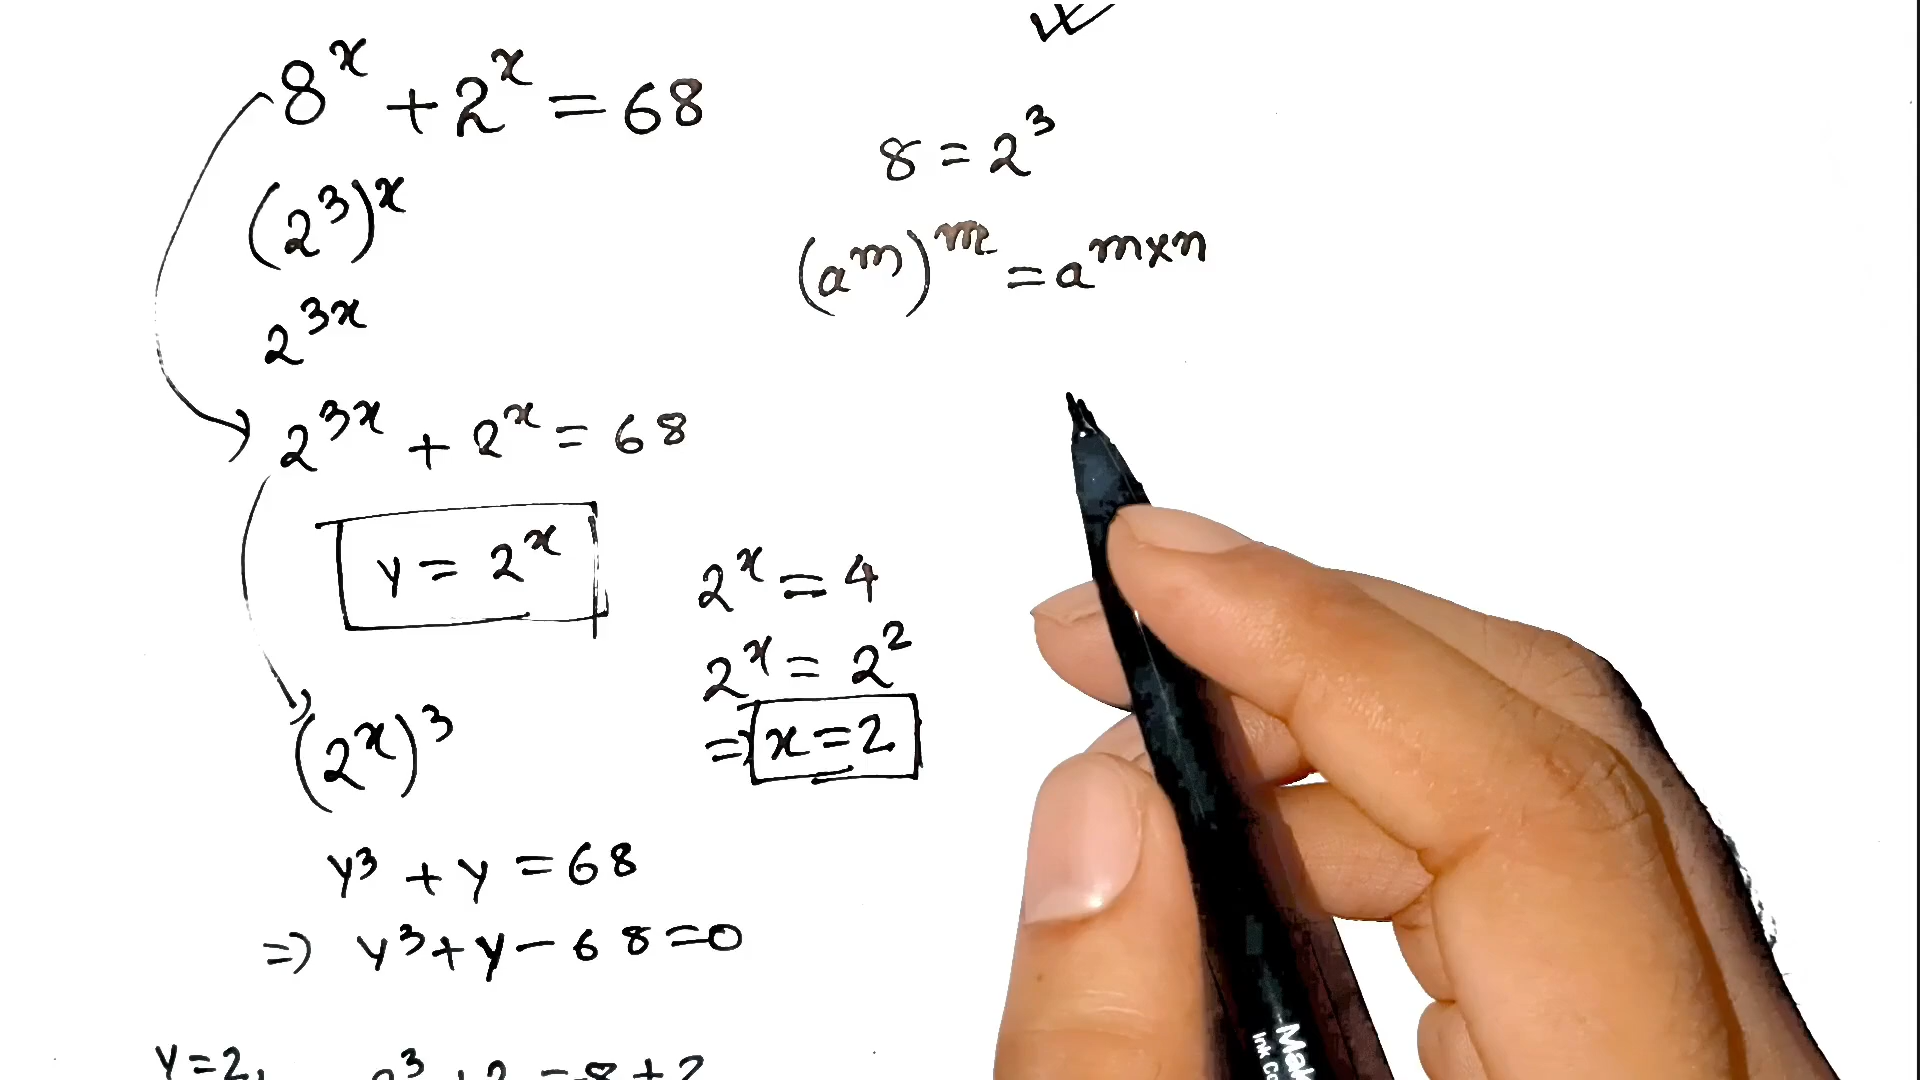 8^x + 2^x = 68
(2^3)^x
2^{3x}
2^{3x} + 2^x = 68
y = 2^x
(2^x)^3
y^3 + y = 68
=) y^3 + y - 68 = 0
y = 2,
8 = 2^3
(a^m)^m = a^{m×n}
2^x = 4
2^x = 2^2
=) x = 2